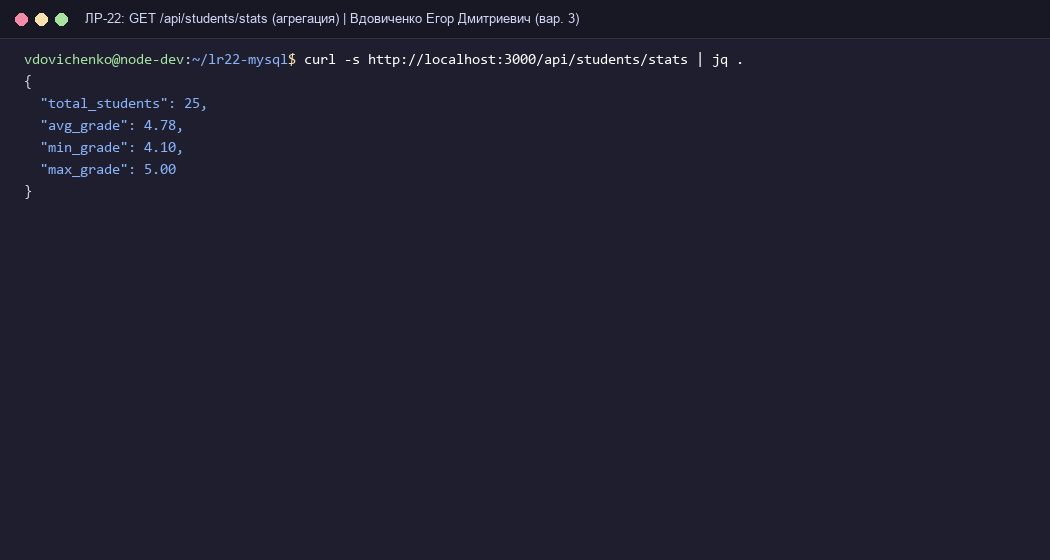 ЛР-22: GET /api/students/stats (агрегация) | Вдовиченко Егор Дмитриевич (вар. 3)
vdovichenko@node-dev:~/lr22-mysql$ curl -s http://localhost:3000/api/students/stats | jq .
{
  "total_students": 25,
  "avg_grade": 4.78,
  "min_grade": 4.10,
  "max_grade": 5.00
}